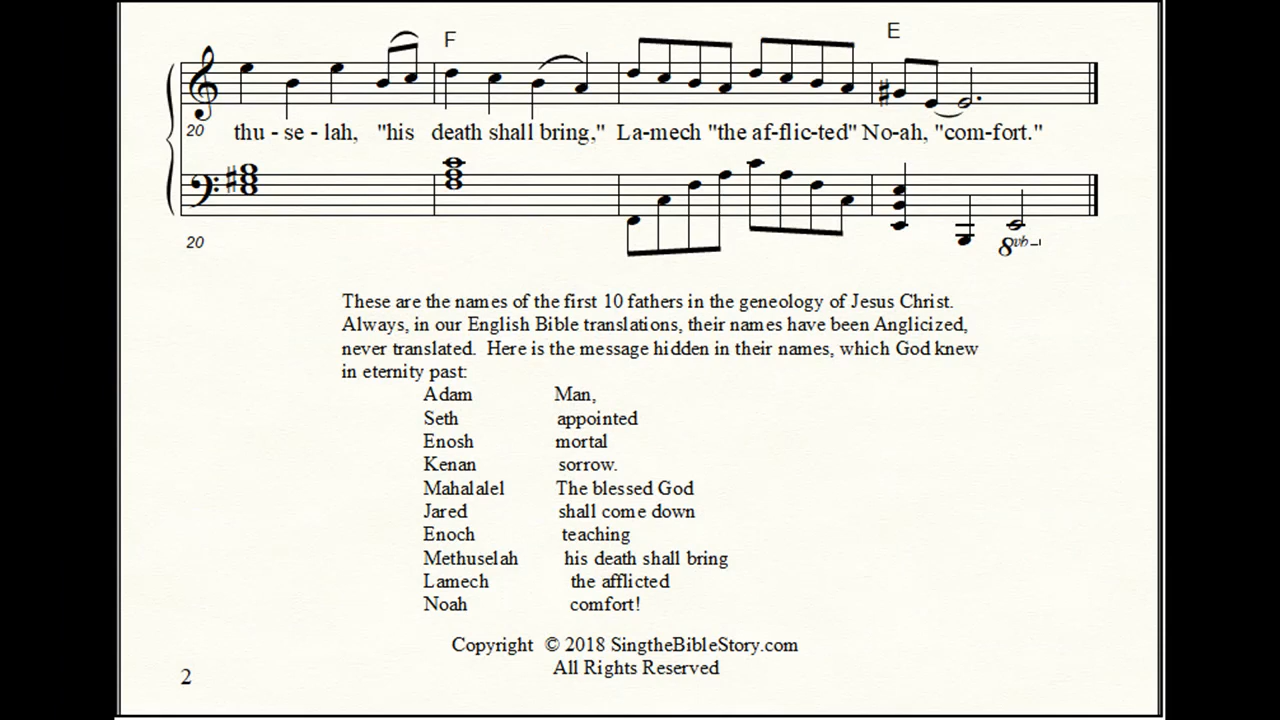 F E
20 thu - se - lah, "his death shall bring," La-mech "the af-flic-ted" No-ah, "com-fort."
20 8vb
These are the names of the first 10 fathers in the geneology of Jesus Christ.
Always, in our English Bible translations, their names have been Anglicized,
never translated. Here is the message hidden in their names, which God knew
in eternity past:
Adam Man,
Seth appointed
Enosh mortal
Kenan sorrow.
Mahalalel The blessed God
Jared shall come down
Enoch teaching
Methuselah his death shall bring
Lamech the afflicted
Noah comfort!
Copyright © 2018 SingtheBibleStory.com
All Rights Reserved
2